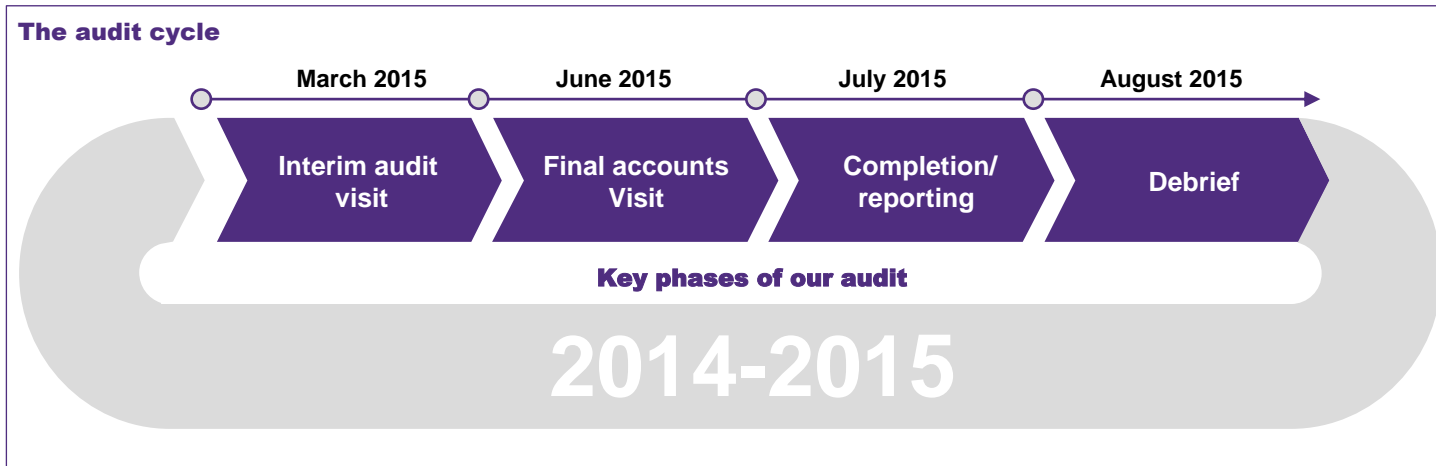 The audit cycle
March 2015
June 2015
July 2015
August 2015
Interim audit
visit
Final accounts
Visit
Completion/
reporting
Debrief
Key phases of our audit
2014-2015